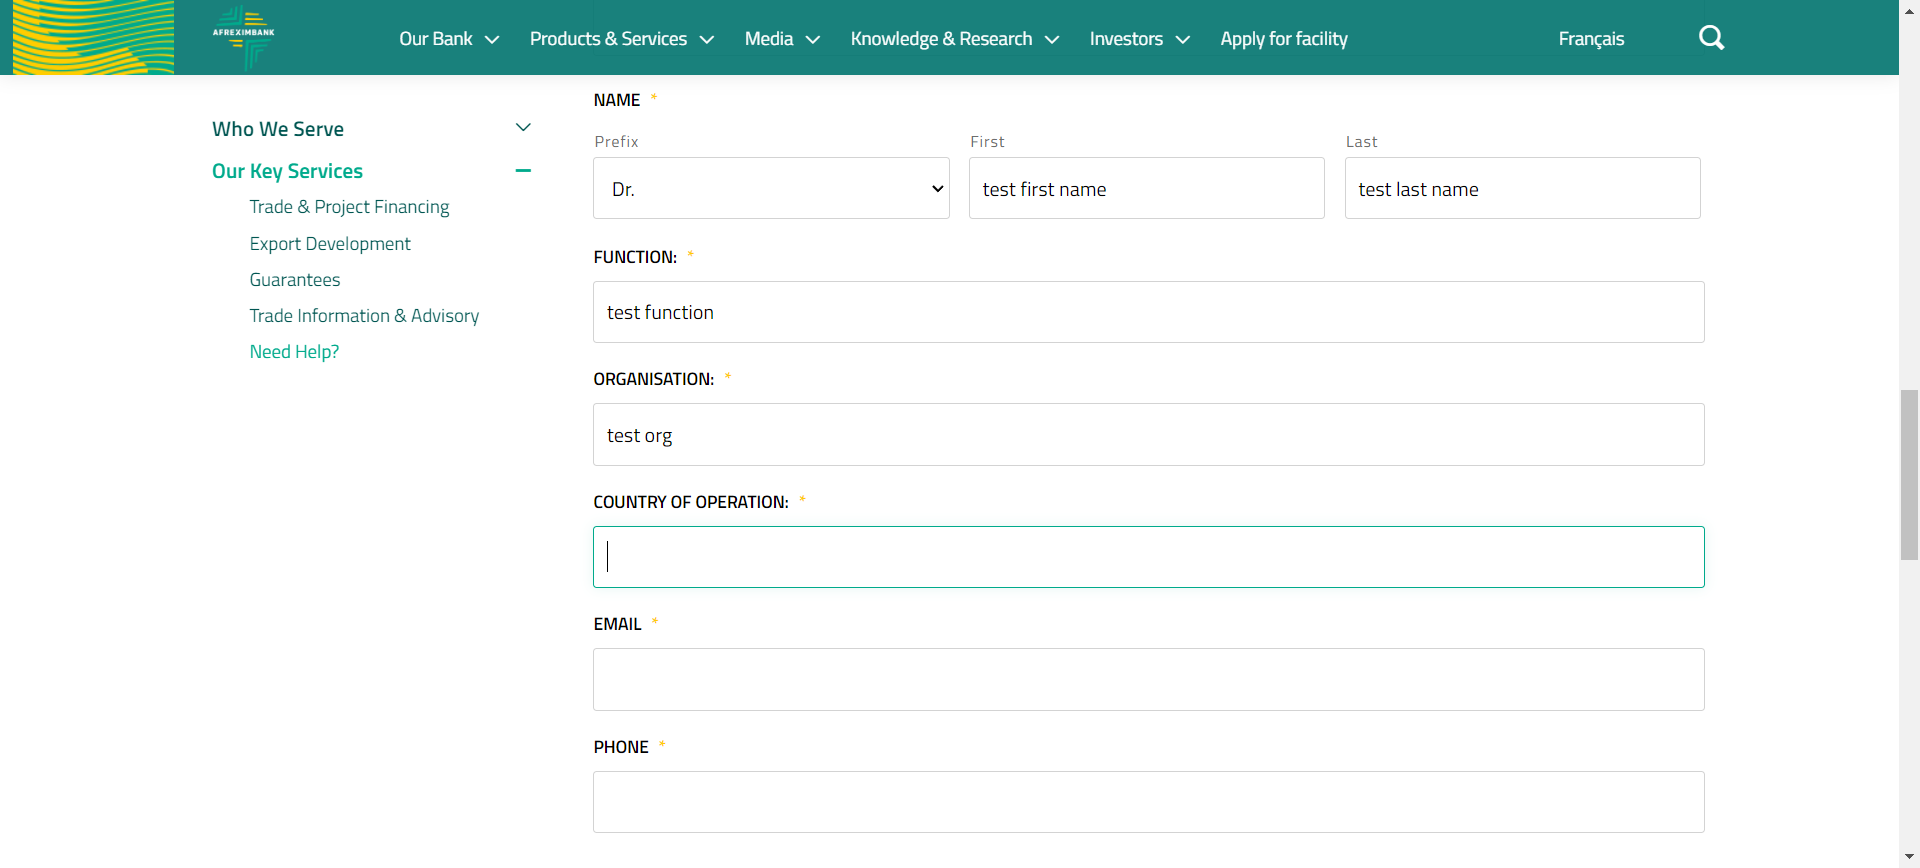 AFREXIMBANK
Our Bank Products & Services Media Knowledge & Research Investors Apply for facility Français
Who We Serve
Our Key Services
Trade & Project Financing
Export Development
Guarantees
Trade Information & Advisory
Need Help?
NAME *
Prefix First Last
Dr. test first name test last name
FUNCTION: *
test function
ORGANISATION: *
test org
COUNTRY OF OPERATION: *
EMAIL *
PHONE *